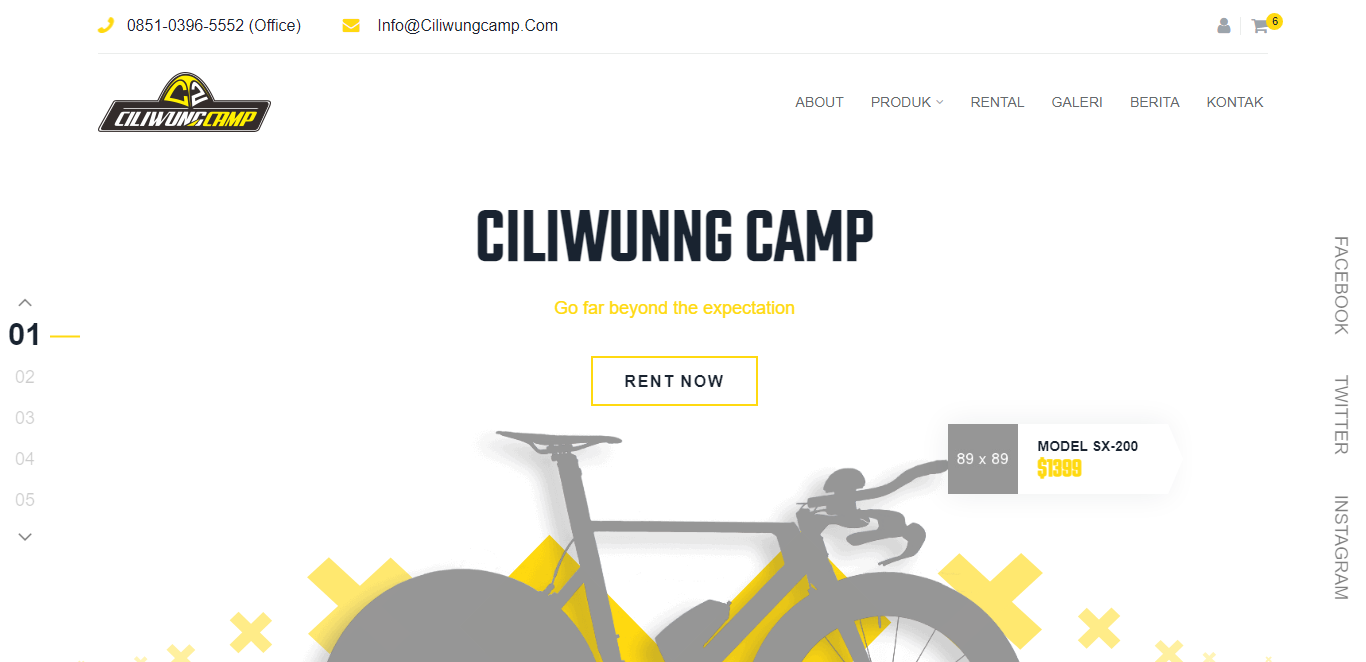 0851-0396-5552 (Office)
Info@Ciliwungcamp.Com
6
C2
CILIWUNGCAMP
ABOUT
PRODUK
RENTAL
GALERI
BERITA
KONTAK
CILIWUNNG CAMP
Go far beyond the expectation
RENT NOW
01
02
03
04
05
89 x 89
MODEL SX-200
$1399
FACEBOOK
TWITTER
INSTAGRAM